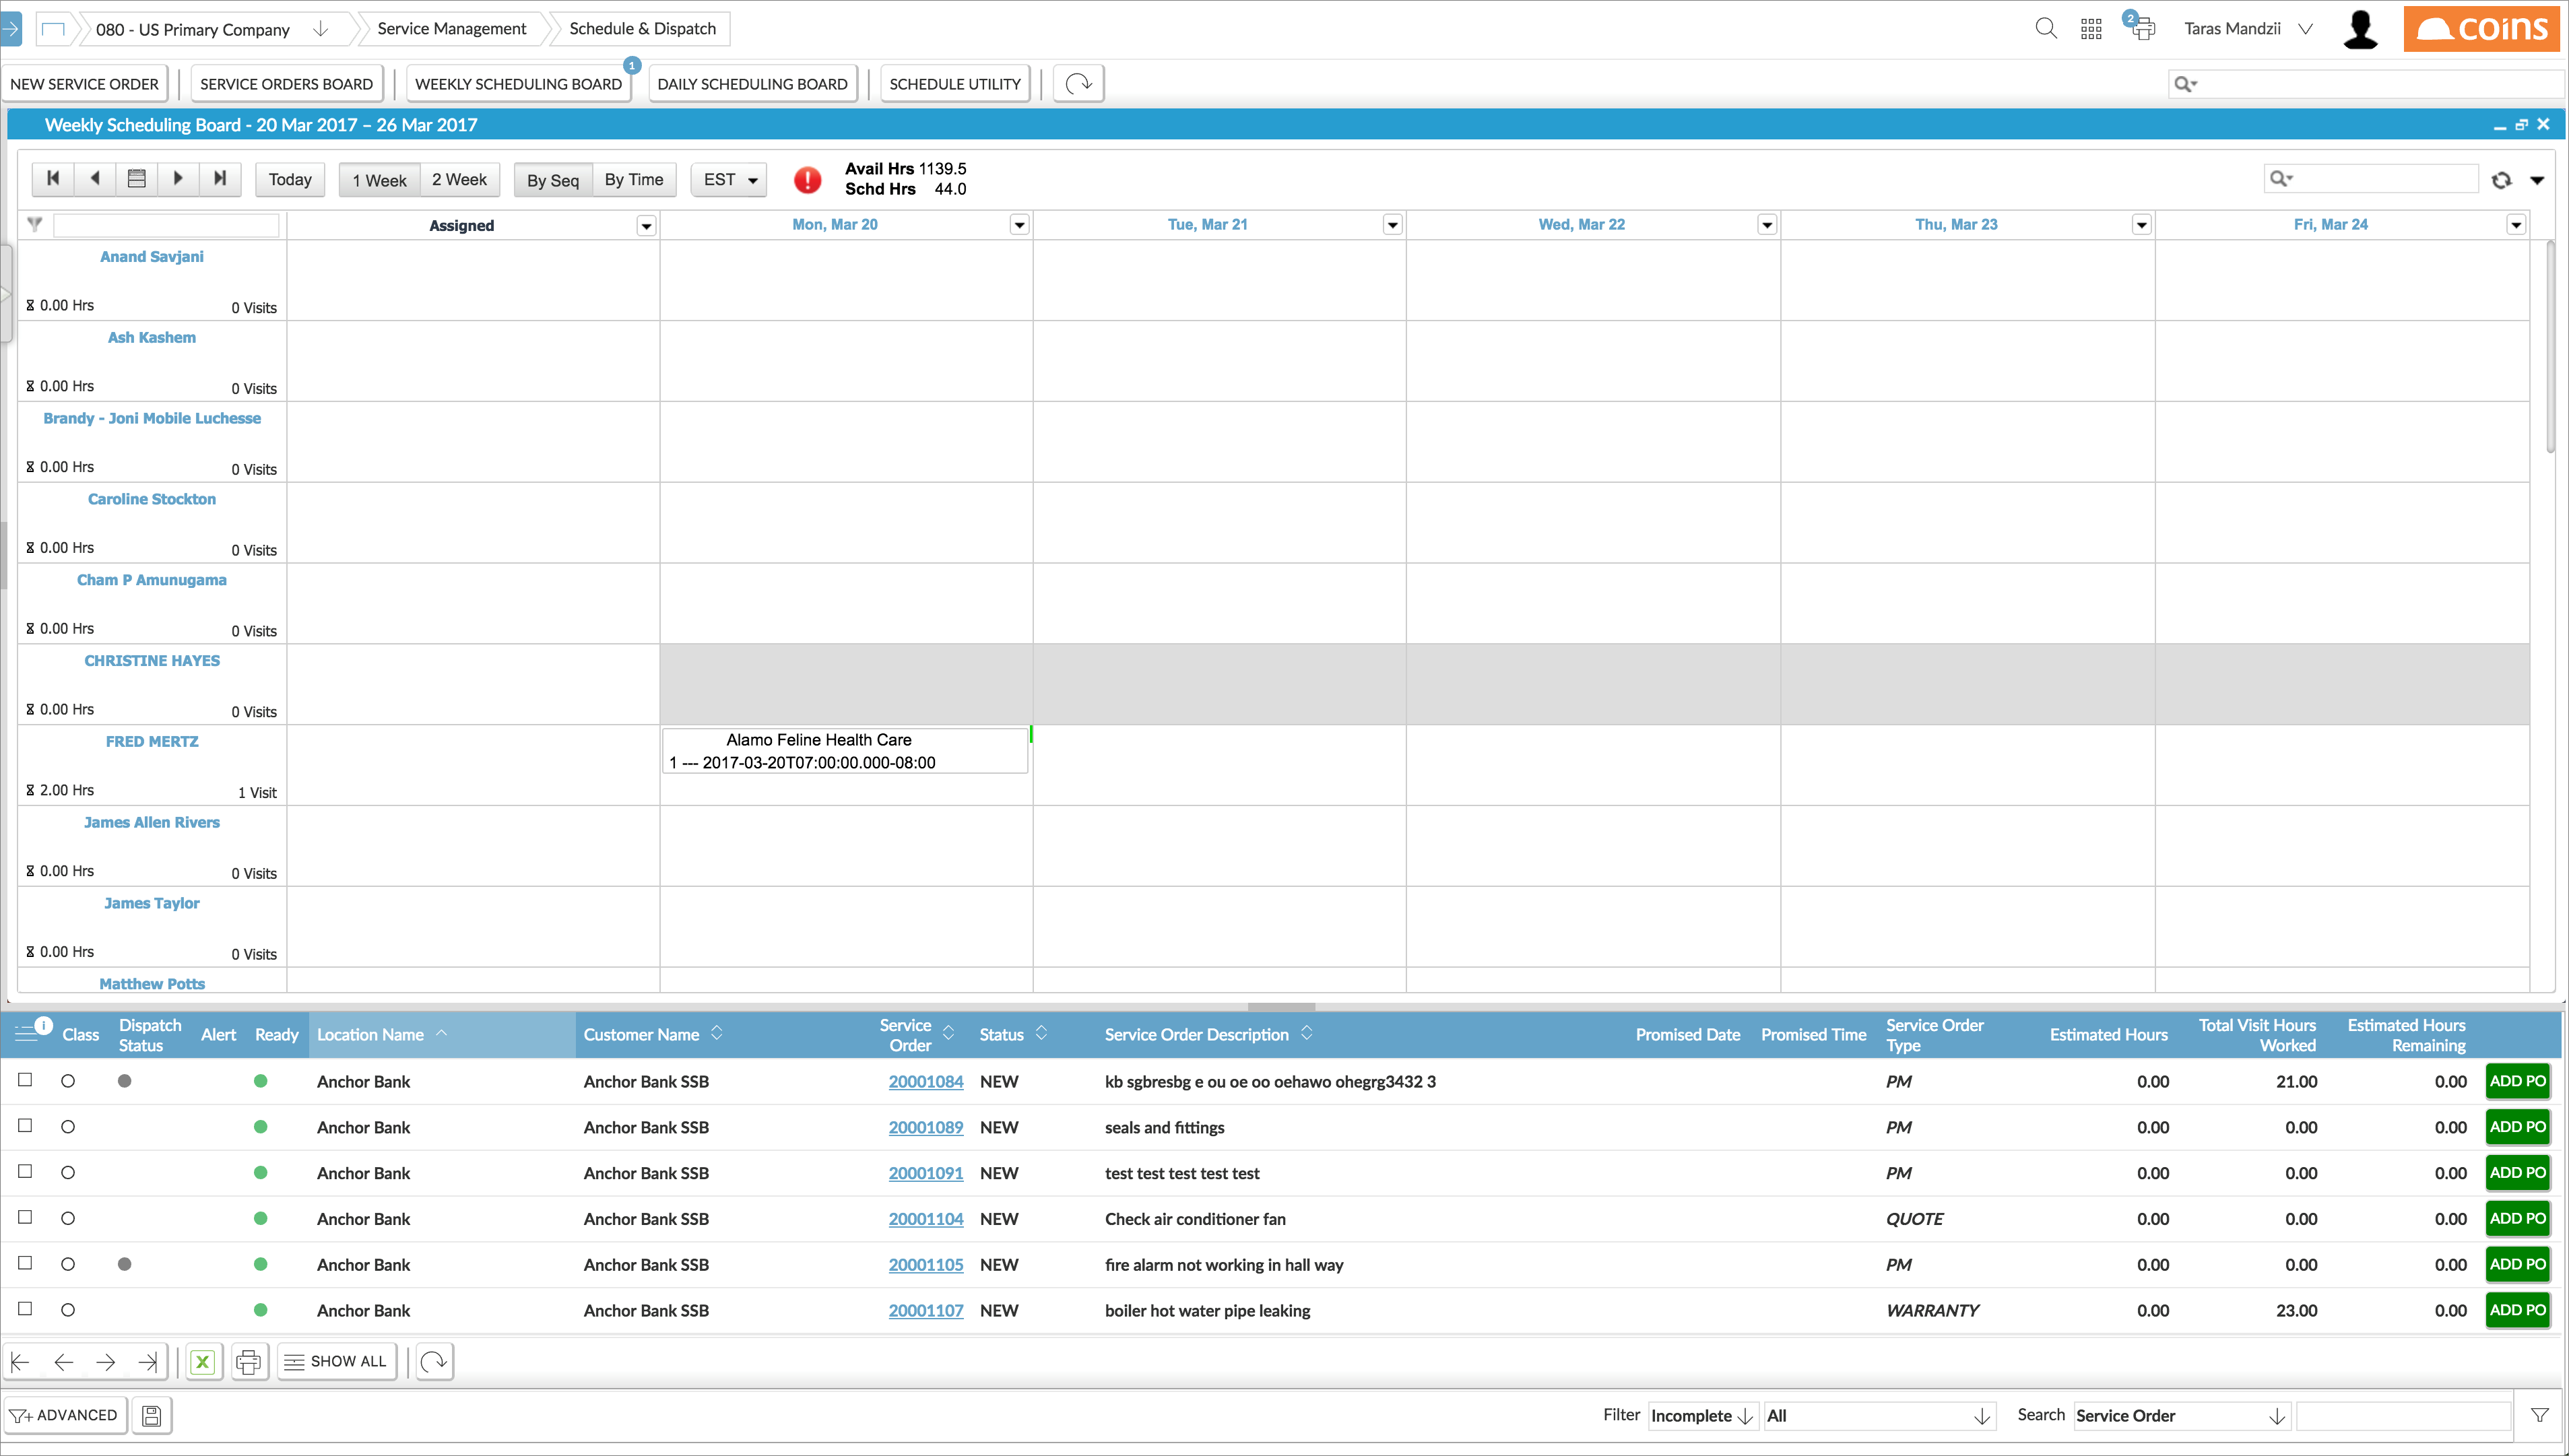 080 - US Primary Company
Service Management
Schedule & Dispatch
2
Taras Mandzii
coins
NEW SERVICE ORDER
SERVICE ORDERS BOARD
WEEKLY SCHEDULING BOARD
1
DAILY SCHEDULING BOARD
SCHEDULE UTILITY
Weekly Scheduling Board - 20 Mar 2017 – 26 Mar 2017
Today
1 Week
2 Week
By Seq
By Time
EST
Avail Hrs 1139.5
Schd Hrs 44.0
Assigned
Mon, Mar 20
Tue, Mar 21
Wed, Mar 22
Thu, Mar 23
Fri, Mar 24
Anand Savjani
0.00 Hrs 0 Visits
Ash Kashem
0.00 Hrs 0 Visits
Brandy - Joni Mobile Luchesse
0.00 Hrs 0 Visits
Caroline Stockton
0.00 Hrs 0 Visits
Cham P Amunugama
0.00 Hrs 0 Visits
CHRISTINE HAYES
0.00 Hrs 0 Visits
FRED MERTZ
2.00 Hrs 1 Visit
Alamo Feline Health Care
1 --- 2017-03-20T07:00:00.000-08:00
James Allen Rivers
0.00 Hrs 0 Visits
James Taylor
0.00 Hrs 0 Visits
Matthew Potts
Class
Dispatch Status
Alert
Ready
Location Name
Customer Name
Service Order
Status
Service Order Description
Promised Date
Promised Time
Service Order Type
Estimated Hours
Total Visit Hours Worked
Estimated Hours Remaining
Anchor Bank Anchor Bank SSB 20001084 NEW kb sgbresbg e ou oe oo oehawo ohegrg3432 3 PM 0.00 21.00 0.00 ADD PO
Anchor Bank Anchor Bank SSB 20001089 NEW seals and fittings PM 0.00 0.00 0.00 ADD PO
Anchor Bank Anchor Bank SSB 20001091 NEW test test test test test PM 0.00 0.00 0.00 ADD PO
Anchor Bank Anchor Bank SSB 20001104 NEW Check air conditioner fan QUOTE 0.00 0.00 0.00 ADD PO
Anchor Bank Anchor Bank SSB 20001105 NEW fire alarm not working in hall way PM 0.00 0.00 0.00 ADD PO
Anchor Bank Anchor Bank SSB 20001107 NEW boiler hot water pipe leaking WARRANTY 0.00 23.00 0.00 ADD PO
SHOW ALL
ADVANCED
Filter Incomplete All Search Service Order